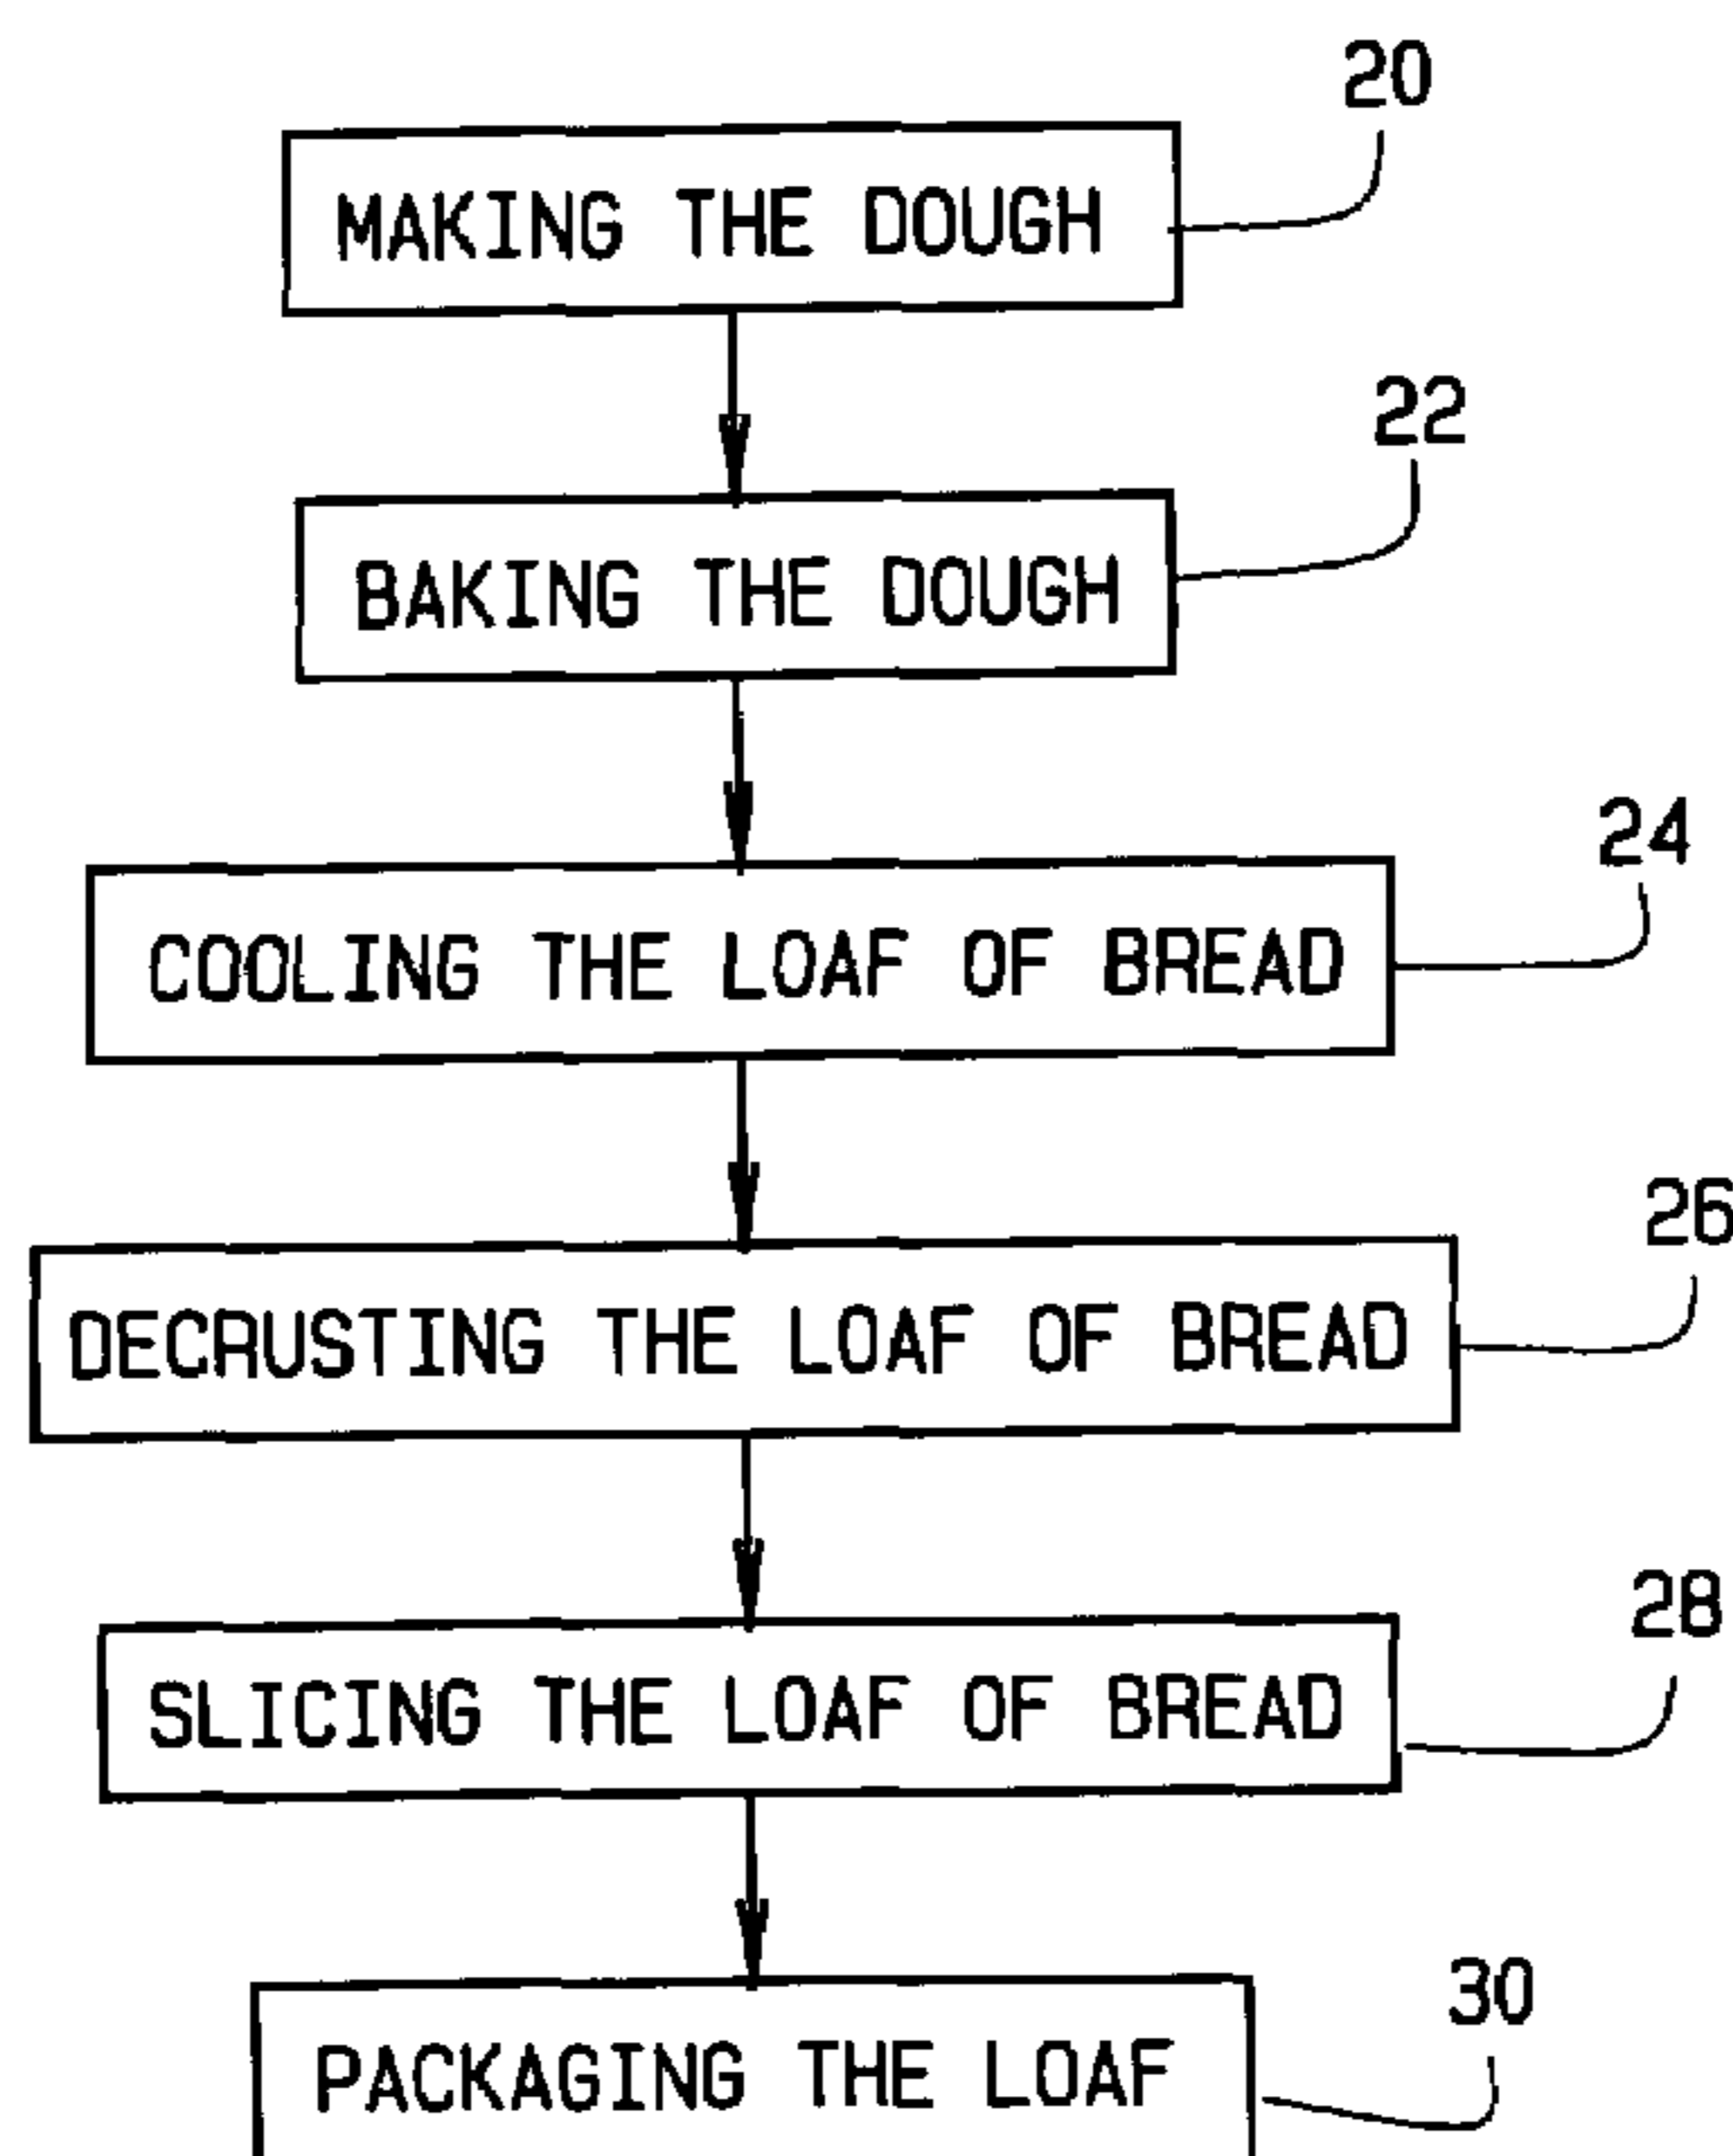 20
MAKING THE DOUGH
22
BAKING THE DOUGH
24
COOLING THE LOAF OF BREAD
26
DECRUSTING THE LOAF OF BREAD
28
SLICING THE LOAF OF BREAD
30
PACKAGING THE LOAF